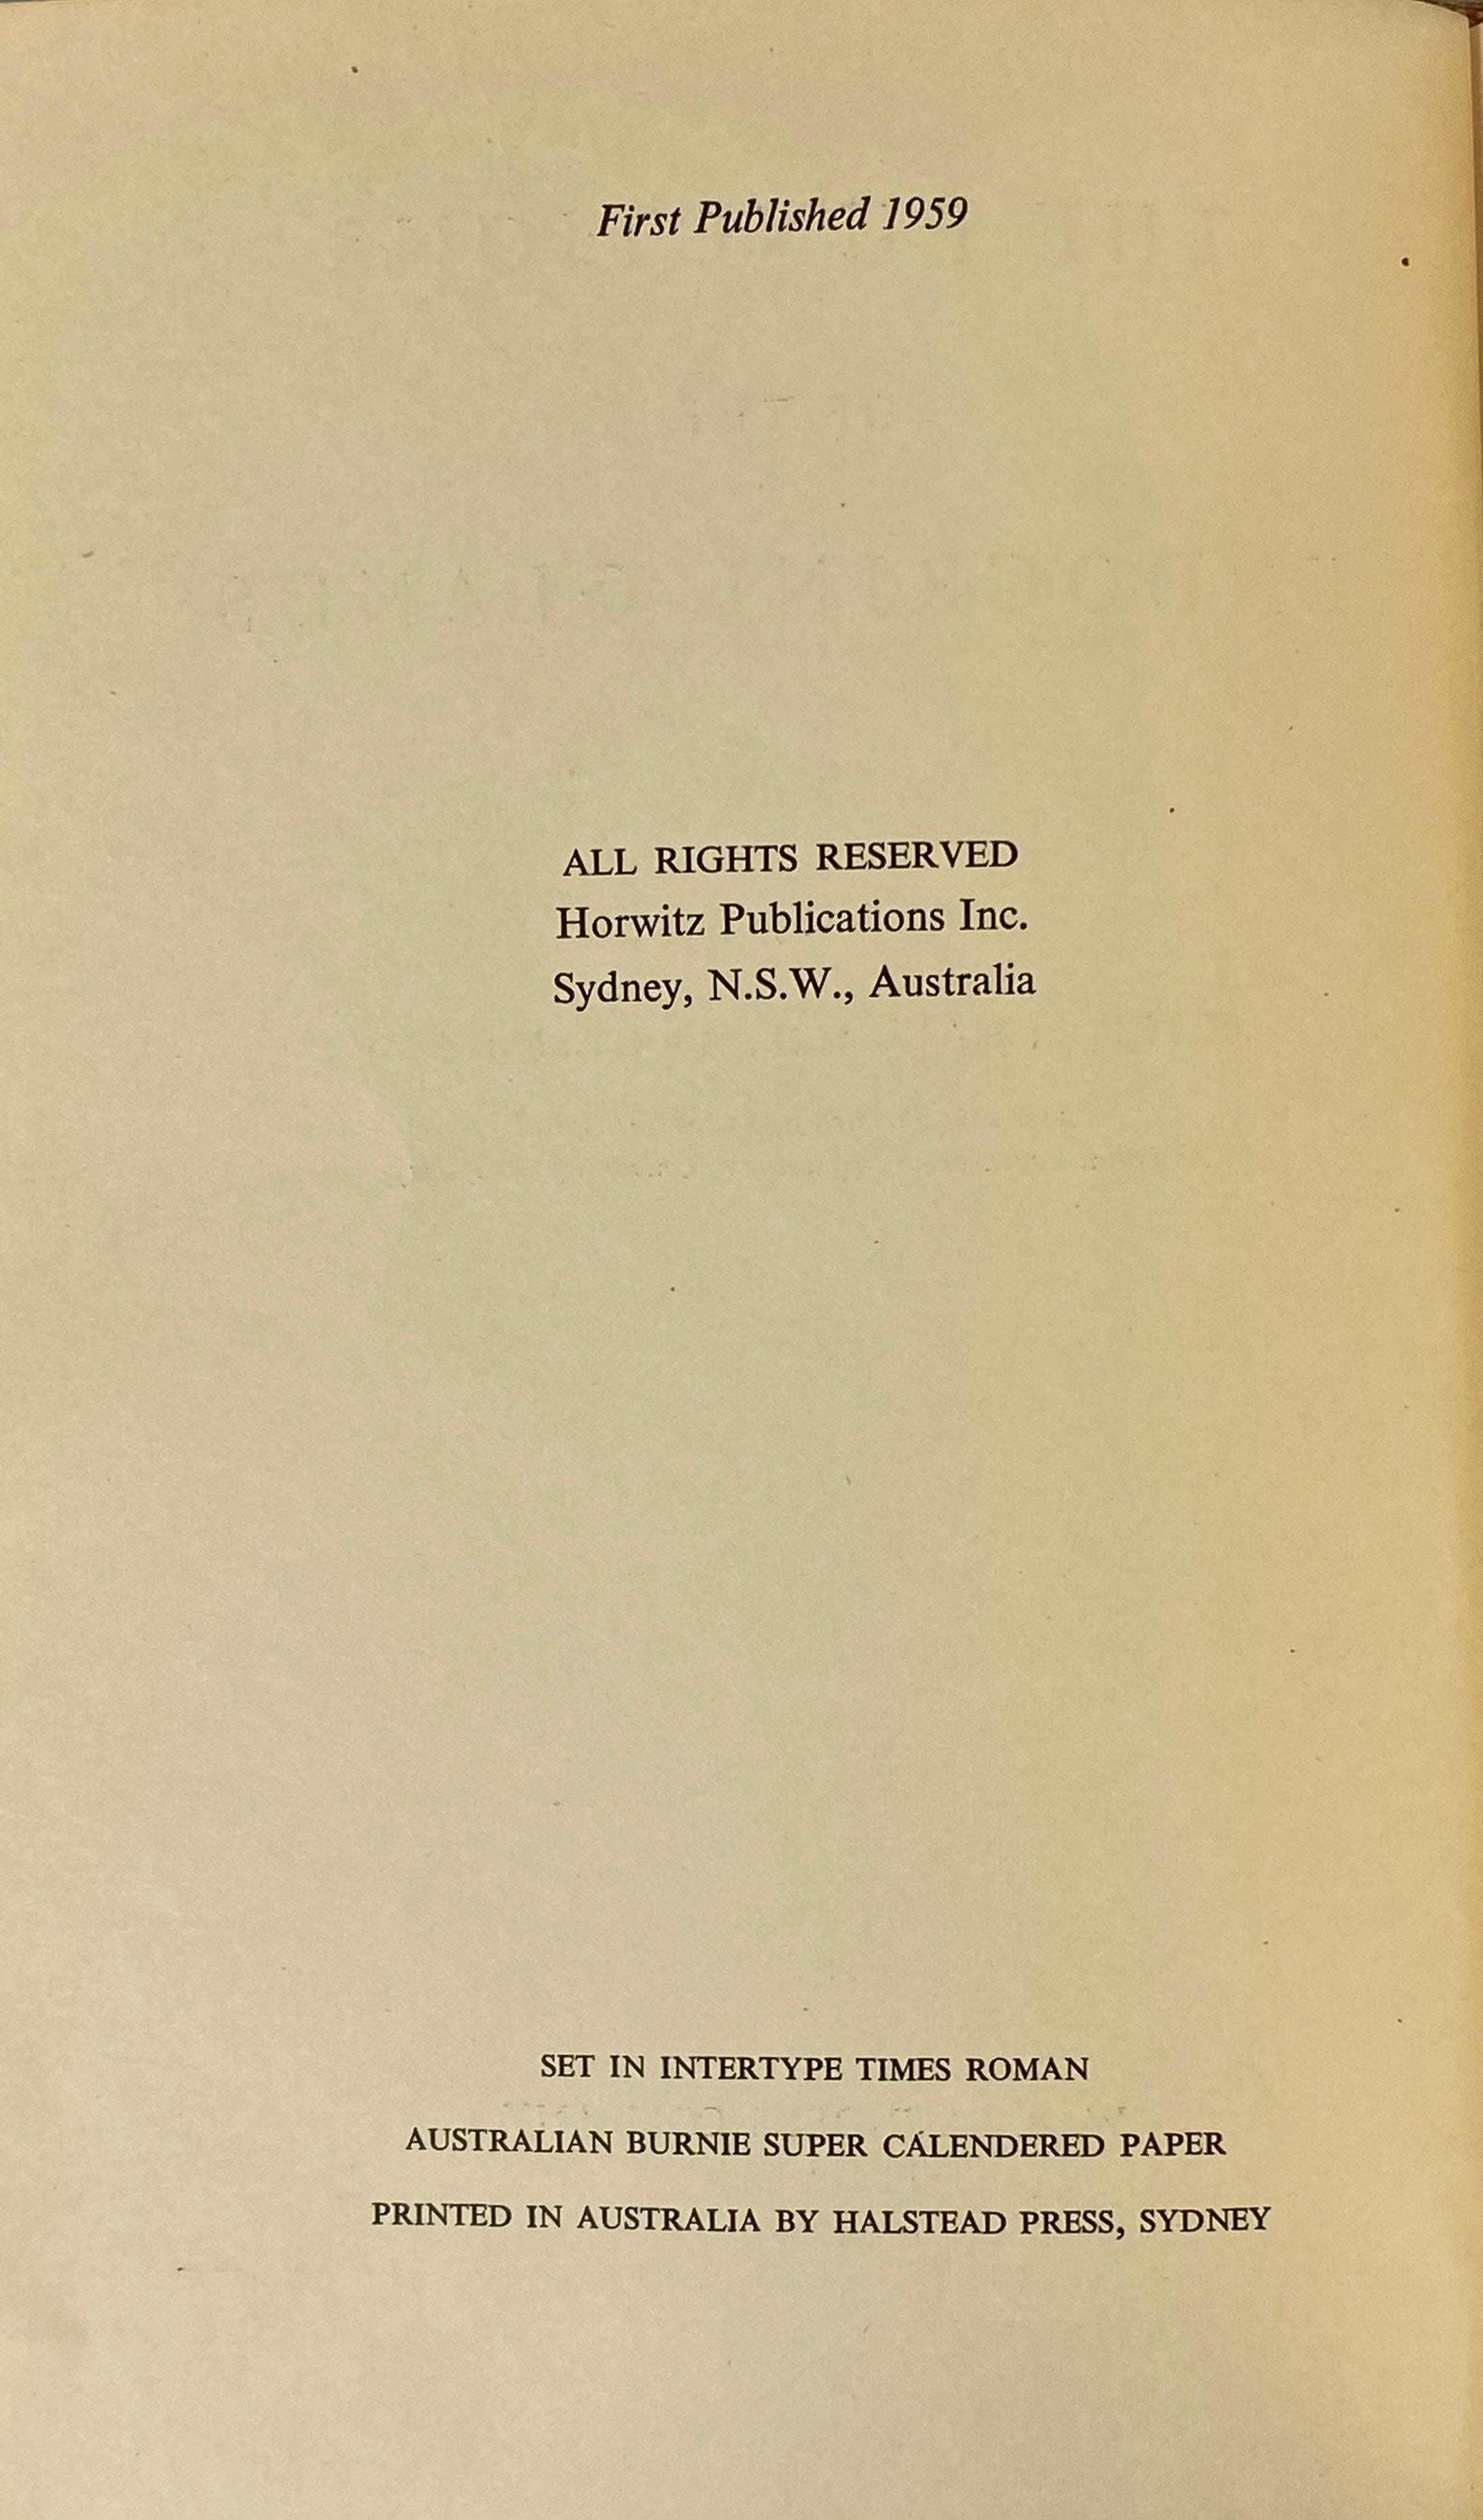 First Published 1959
ALL RIGHTS RESERVED
Horwitz Publications Inc.
Sydney, N.S.W., Australia
SET IN INTERTYPE TIMES ROMAN
AUSTRALIAN BURNIE SUPER CALENDERED PAPER
PRINTED IN AUSTRALIA BY HALSTEAD PRESS, SYDNEY